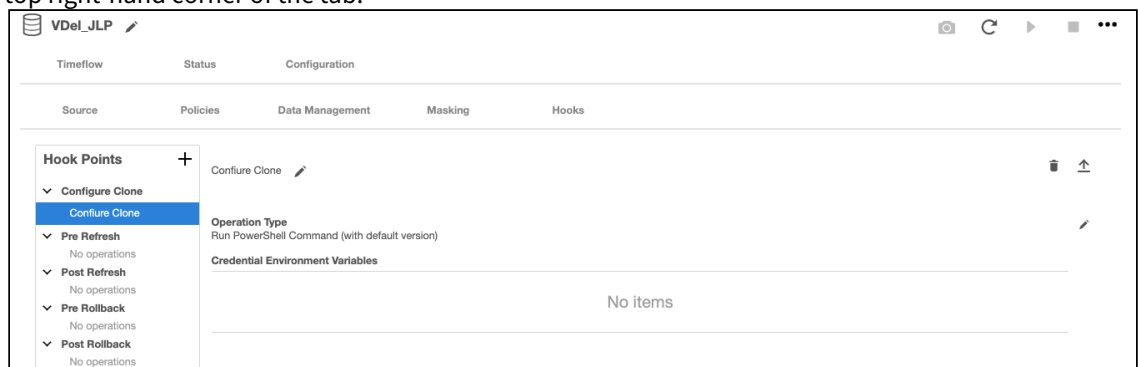 top right-hand corner of the tab.
VDel_JLP
Timeflow Status Configuration
Source Policies Data Management Masking Hooks
Hook Points
Confiure Clone
Configure Clone
Confiure Clone
Operation Type
Pre Refresh
Run PowerShell Command (with default version)
No operations
Credential Environment Variables
Post Refresh
No operations
No items
Pre Rollback
No operations
Post Rollback
No operations